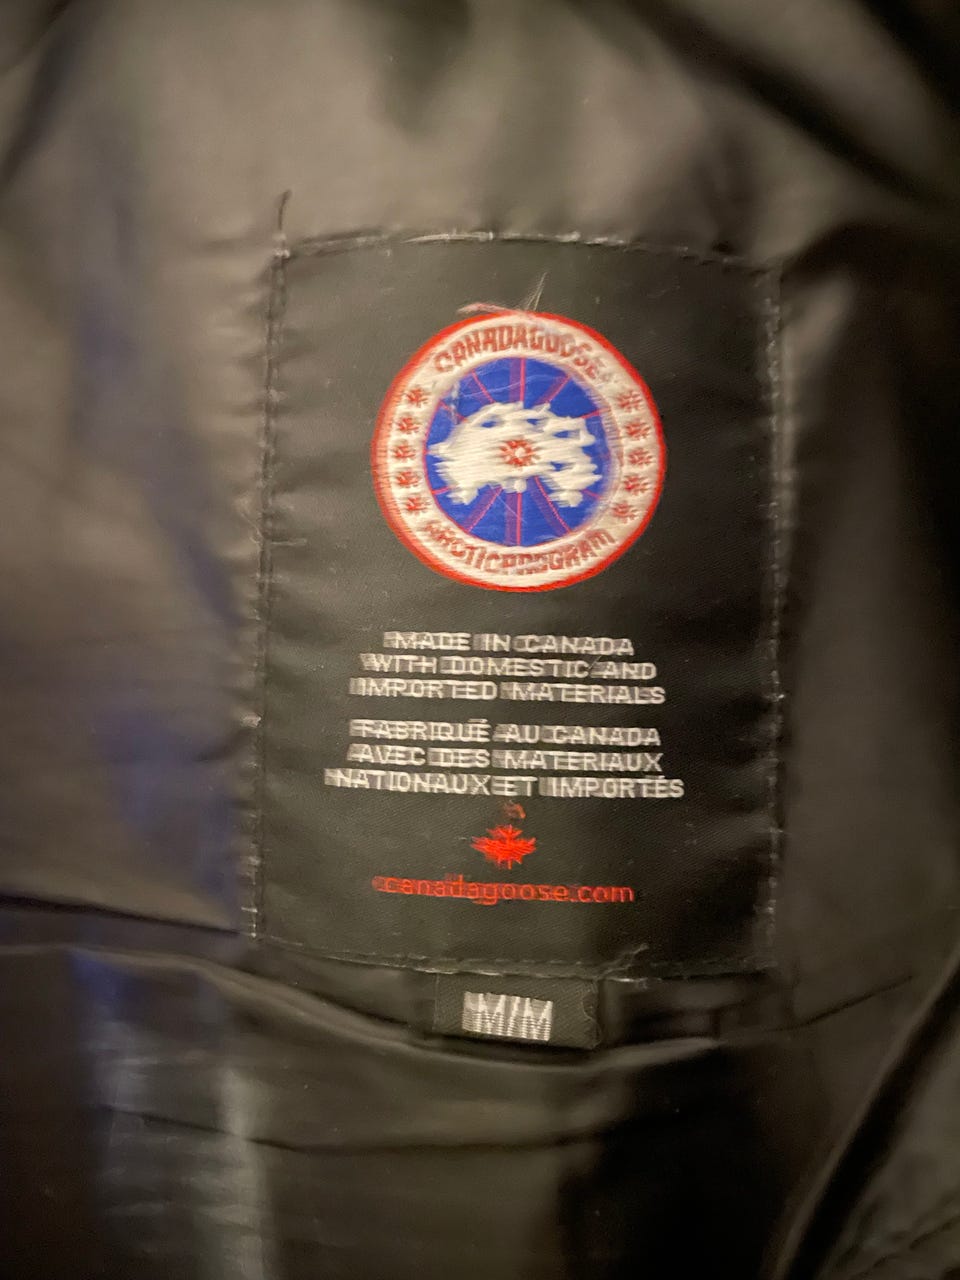 CANADA GOOSE
ARCTIC PROGRAM
MADE IN CANADA
WITH DOMESTIC AND
IMPORTED MATERIALS
FABRIQUÉ AU CANADA
AVEC DES MATERIAUX
NATIONAUX ET IMPORTÉS
canadagoose.com
M/M